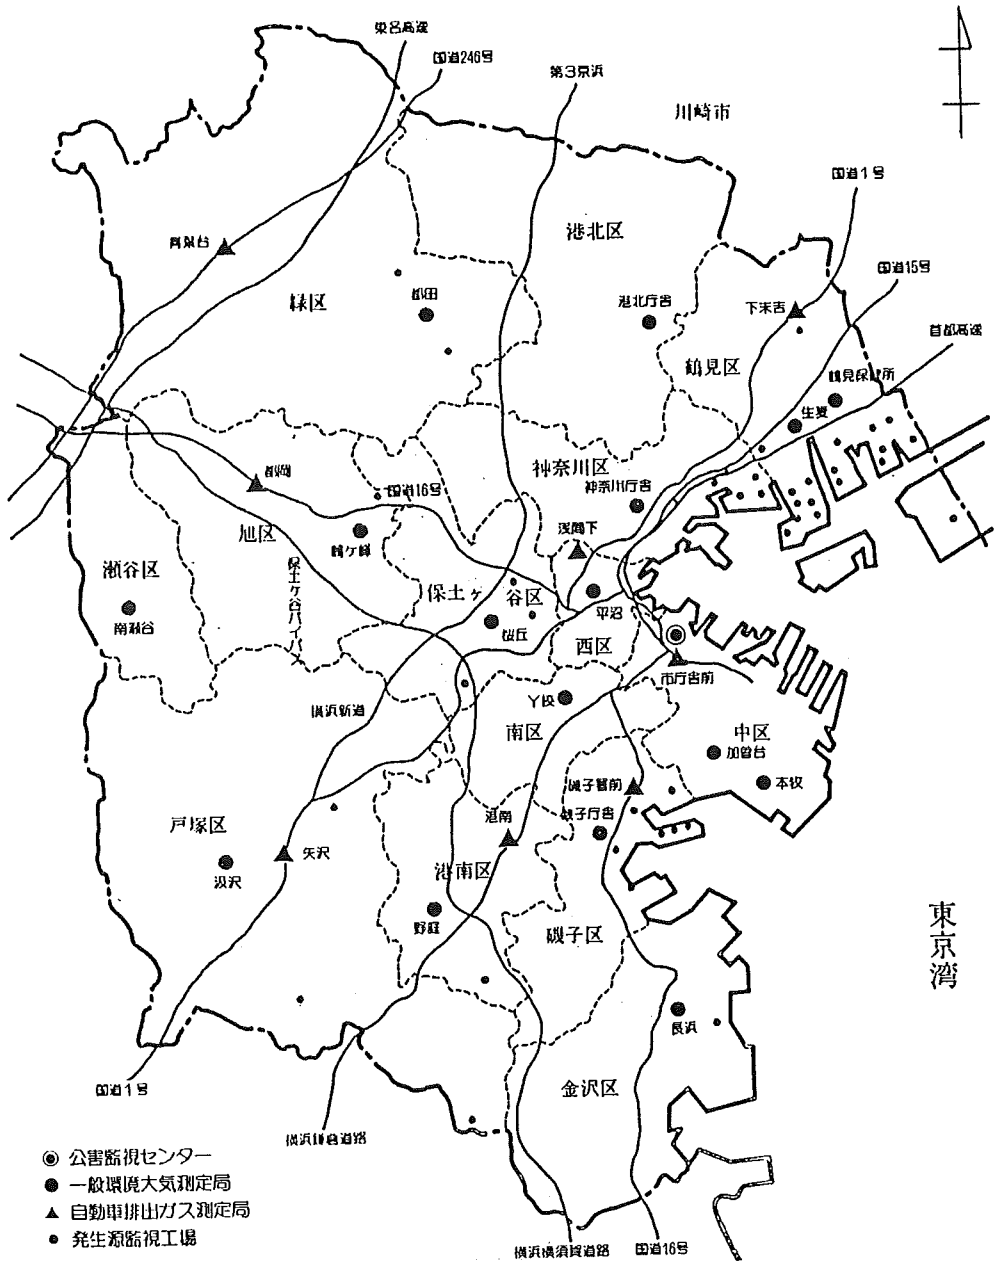 東名高速
国道246号
第3京浜
川崎市
国道1号
国道15号
首都高速
青葉台
港北区
緑区
都田
港北庁舎
下末吉
鶴見区
鶴見保健所
生麦
神奈川区
神奈川庁舎
都岡
国道16号
旭区
鶴ケ峰
浅間下
瀬谷区
南瀬谷
保土ケ谷バイパス
保土ヶ
谷区
桜丘
平沼
西区
市庁舎前
横浜新道
南区
中区
加曽台
本牧
磯子警前
磯子庁舎
戸塚区
汲沢
矢沢
港南
港南区
野庭
磯子区
東京湾
長浜
金沢区
国道1号
横浜鎌倉道路
横浜横須賀道路
国道16号
公害監視センター
一般環境大気測定局
自動車排出ガス測定局
発生源監視工場